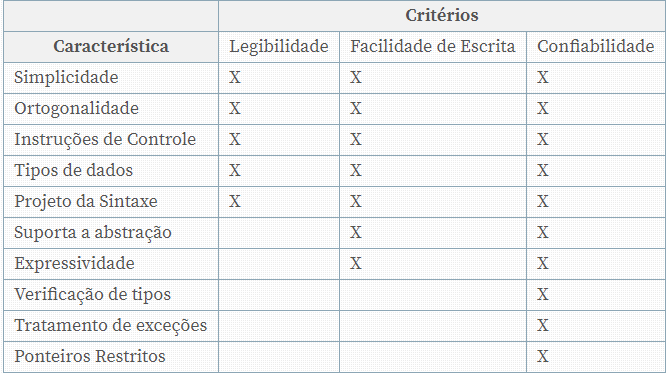 Critérios
Característica Legibilidade Facilidade de Escrita Confiabilidade
Simplicidade X X X
Ortogonalidade X X X
Instruções de Controle X X X
Tipos de dados X X X
Projeto da Sintaxe X X X
Suporta a abstração X X
Expressividade X X
Verificação de tipos X
Tratamento de exceções X
Ponteiros Restritos X